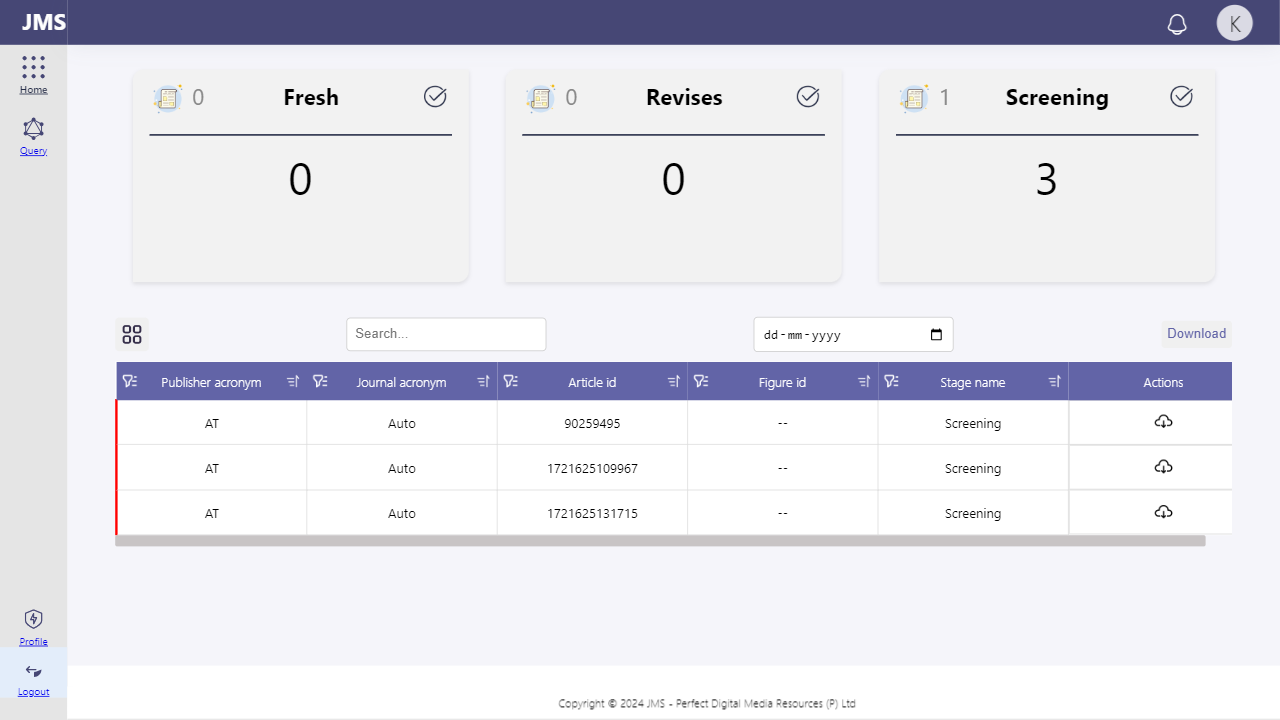 JMS
K
Home
Query
0 Fresh
0
0 Revises
0
1 Screening
3
Search...
dd-mm-yyyy
Download
Publisher acronym Journal acronym Article id Figure id Stage name Actions
AT Auto 90259495 -- Screening
AT Auto 1721625109967 -- Screening
AT Auto 1721625131715 -- Screening
Profile
Logout
Copyright © 2024 JMS - Perfect Digital Media Resources (P) Ltd